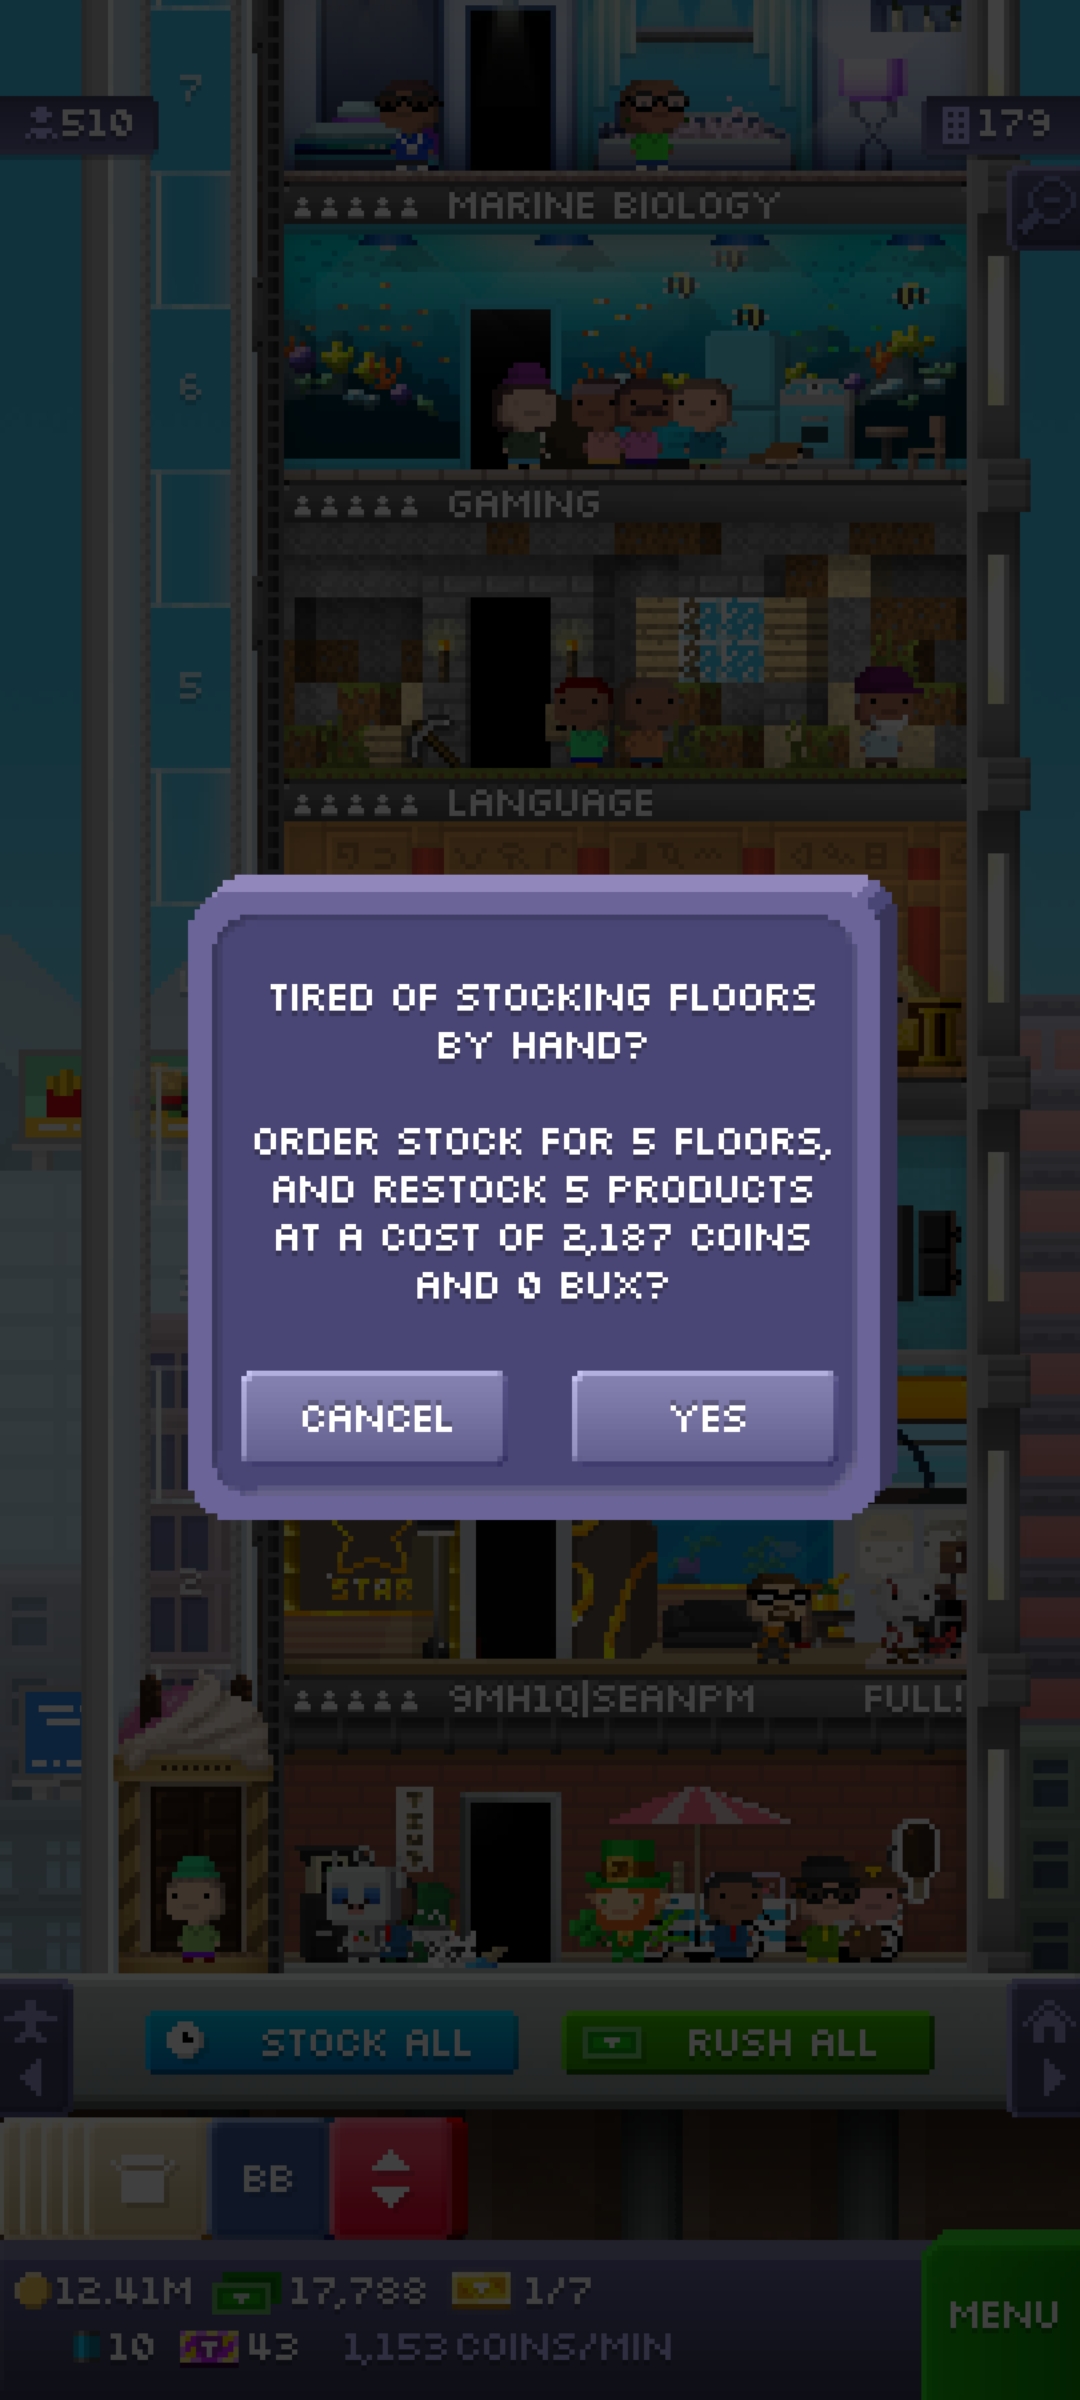 7
510
179
MARINE BIOLOGY
6
GAMING
5
LANGUAGE
TIRED OF STOCKING FLOORS
BY HAND?
ORDER STOCK FOR 5 FLOORS,
AND RESTOCK 5 PRODUCTS
AT A COST OF 2,187 COINS
AND 0 BUX?
CANCEL
YES
STAR
2
9MH1Q|SEANPM
FULL!
STOCK ALL
RUSH ALL
BB
12.41M
17,788
1/7
MENU
10
43
1,153 COINS/MIN